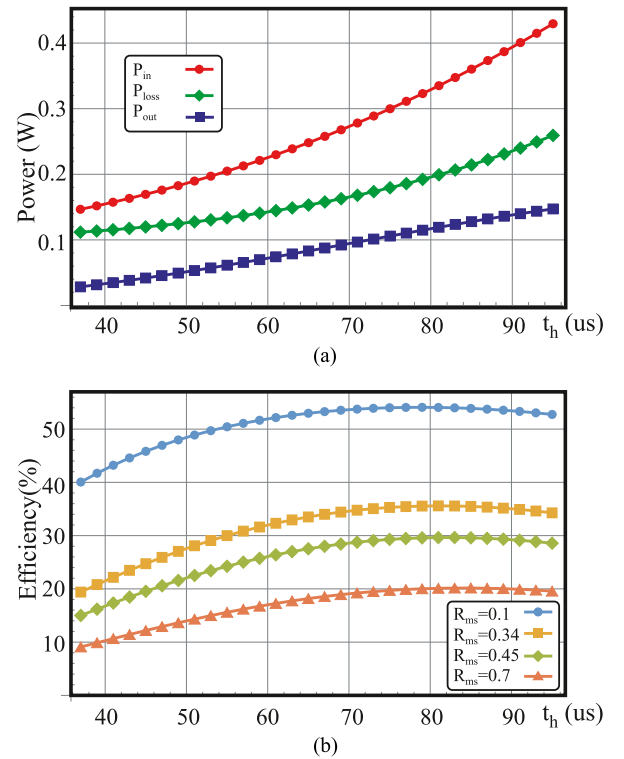 0.4
0.3
0.2
0.1
Power (W)
P_in
P_loss
P_out
40 50 60 70 80 90 t_h (us)
(a)
50
40
30
20
10
Efficiency(%)
R_ms=0.1
R_ms=0.34
R_ms=0.45
R_ms=0.7
40 50 60 70 80 90 t_h (us)
(b)